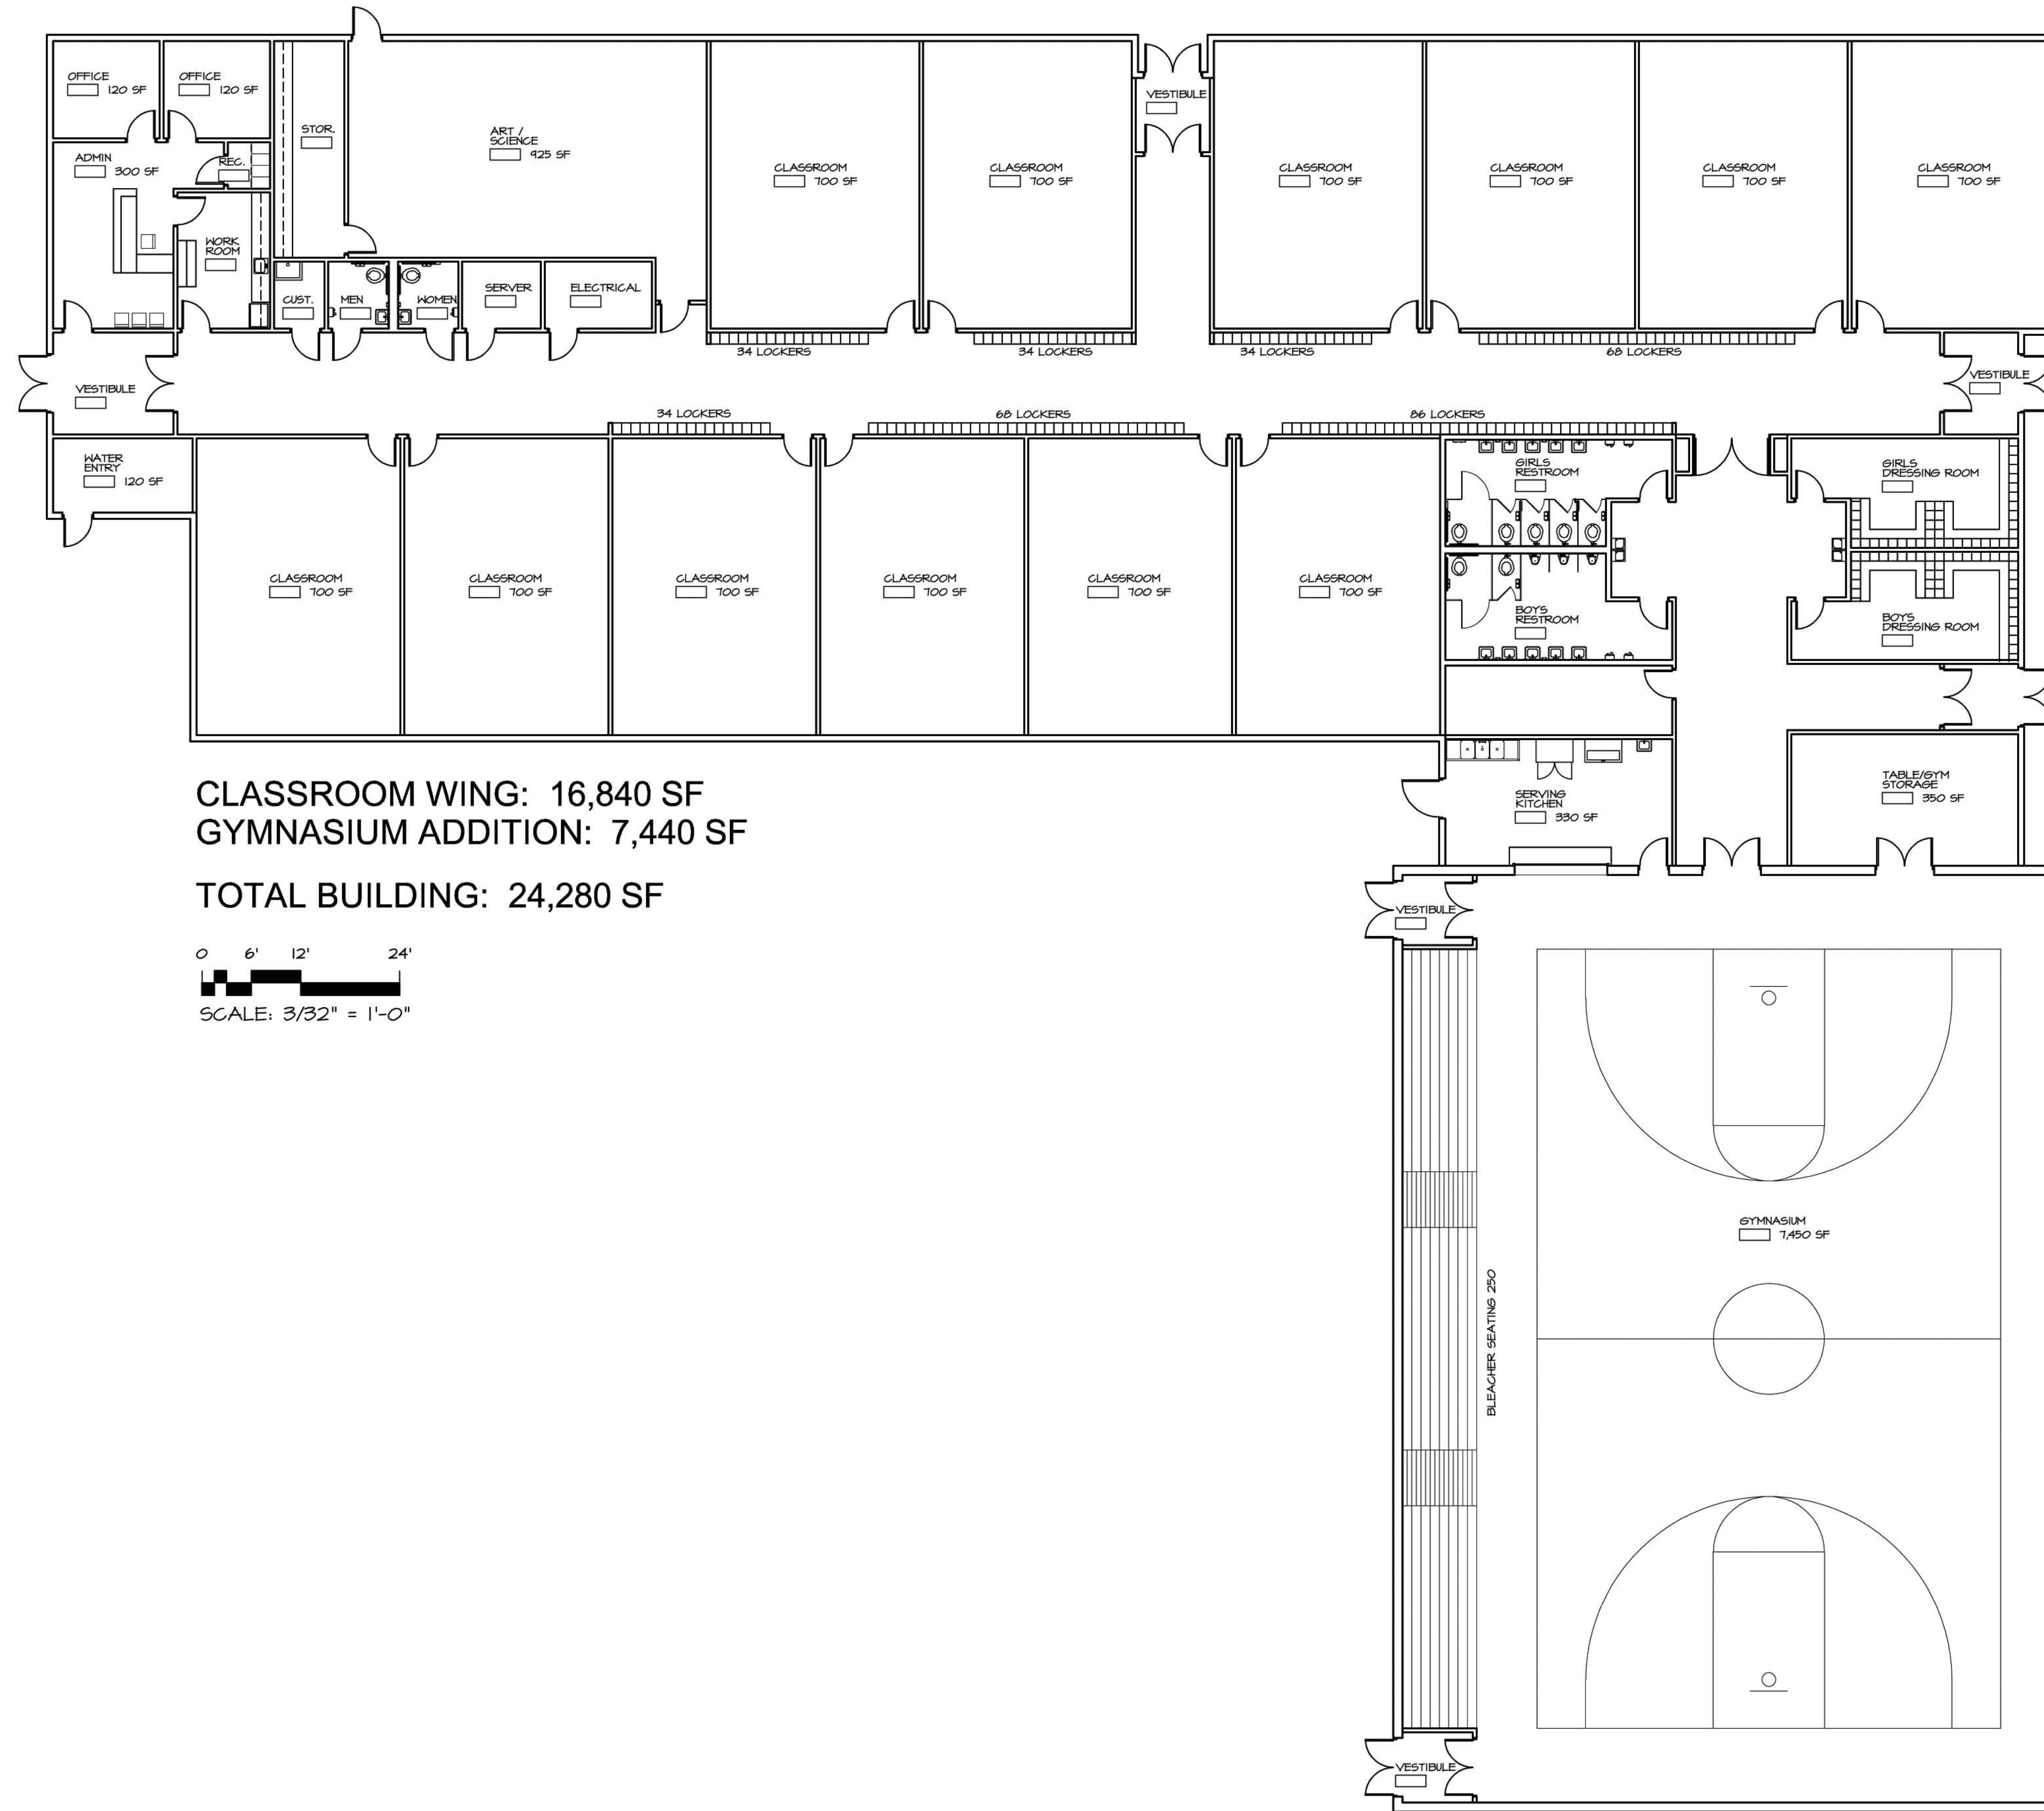 OFFICE
120 SF
OFFICE
120 SF
STOR.
ART /
SCIENCE
925 SF
VESTIBULE
ADMIN
300 SF
REC.
CLASSROOM
700 SF
CLASSROOM
700 SF
CLASSROOM
700 SF
CLASSROOM
700 SF
CLASSROOM
700 SF
CLASSROOM
700 SF
WORK
ROOM
CUST.
MEN
WOMEN
SERVER
ELECTRICAL
34 LOCKERS
34 LOCKERS
34 LOCKERS
68 LOCKERS
VESTIBULE
VESTIBULE
34 LOCKERS
68 LOCKERS
86 LOCKERS
WATER
ENTRY
120 SF
GIRLS
RESTROOM
GIRLS
DRESSING ROOM
CLASSROOM
700 SF
CLASSROOM
700 SF
CLASSROOM
700 SF
CLASSROOM
700 SF
CLASSROOM
700 SF
CLASSROOM
700 SF
BOYS
RESTROOM
BOYS
DRESSING ROOM
CLASSROOM WING: 16,840 SF
GYMNASIUM ADDITION: 7,440 SF
TOTAL BUILDING: 24,280 SF
SERVING
KITCHEN
330 SF
TABLE/GYM
STORAGE
350 SF
VESTIBULE
0 6' 12' 24'
SCALE: 3/32" = 1'-0"
GYMNASIUM
7,450 SF
BLEACHER SEATING 250
VESTIBULE